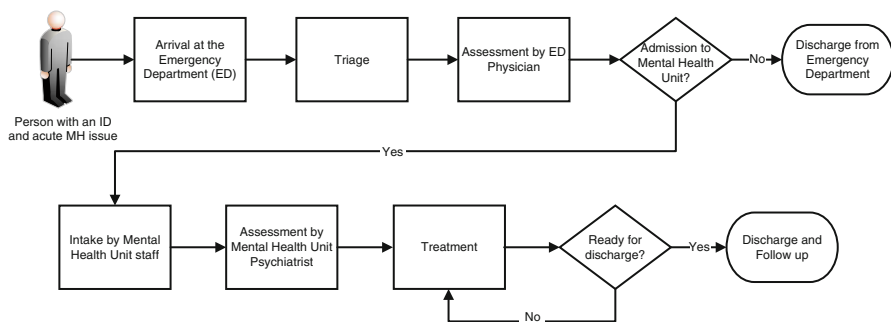 Person with an ID
and acute MH issue
Arrival at the
Emergency
Department (ED)
Triage
Assessment by ED
Physician
Admission to
Mental Health
Unit?
No
Discharge from
Emergency
Department
Yes
Intake by Mental
Health Unit staff
Assessment by
Mental Health Unit
Psychiatrist
Treatment
Ready for
discharge?
Yes
Discharge and
Follow up
No